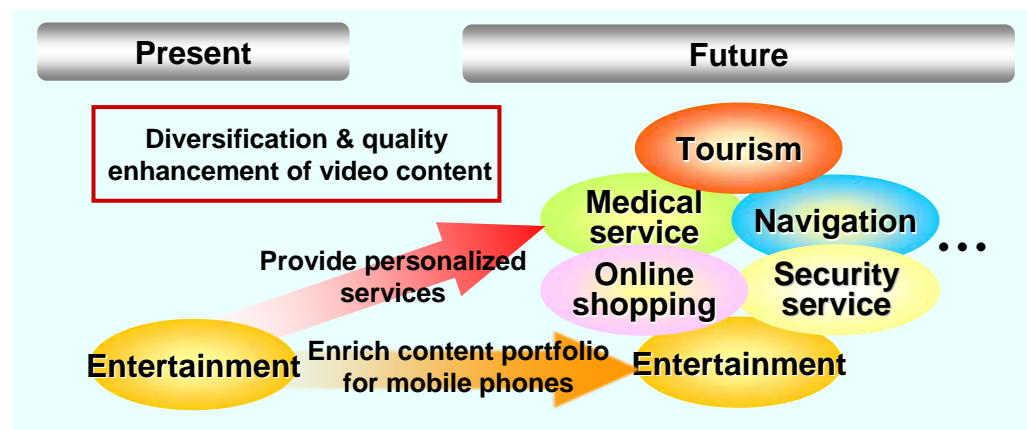 Present
Future
Diversification & quality
enhancement of video content
Tourism
Medical
service
Navigation
...
Provide personalized
services
Online
shopping
Security
service
Entertainment
Enrich content portfolio
for mobile phones
Entertainment